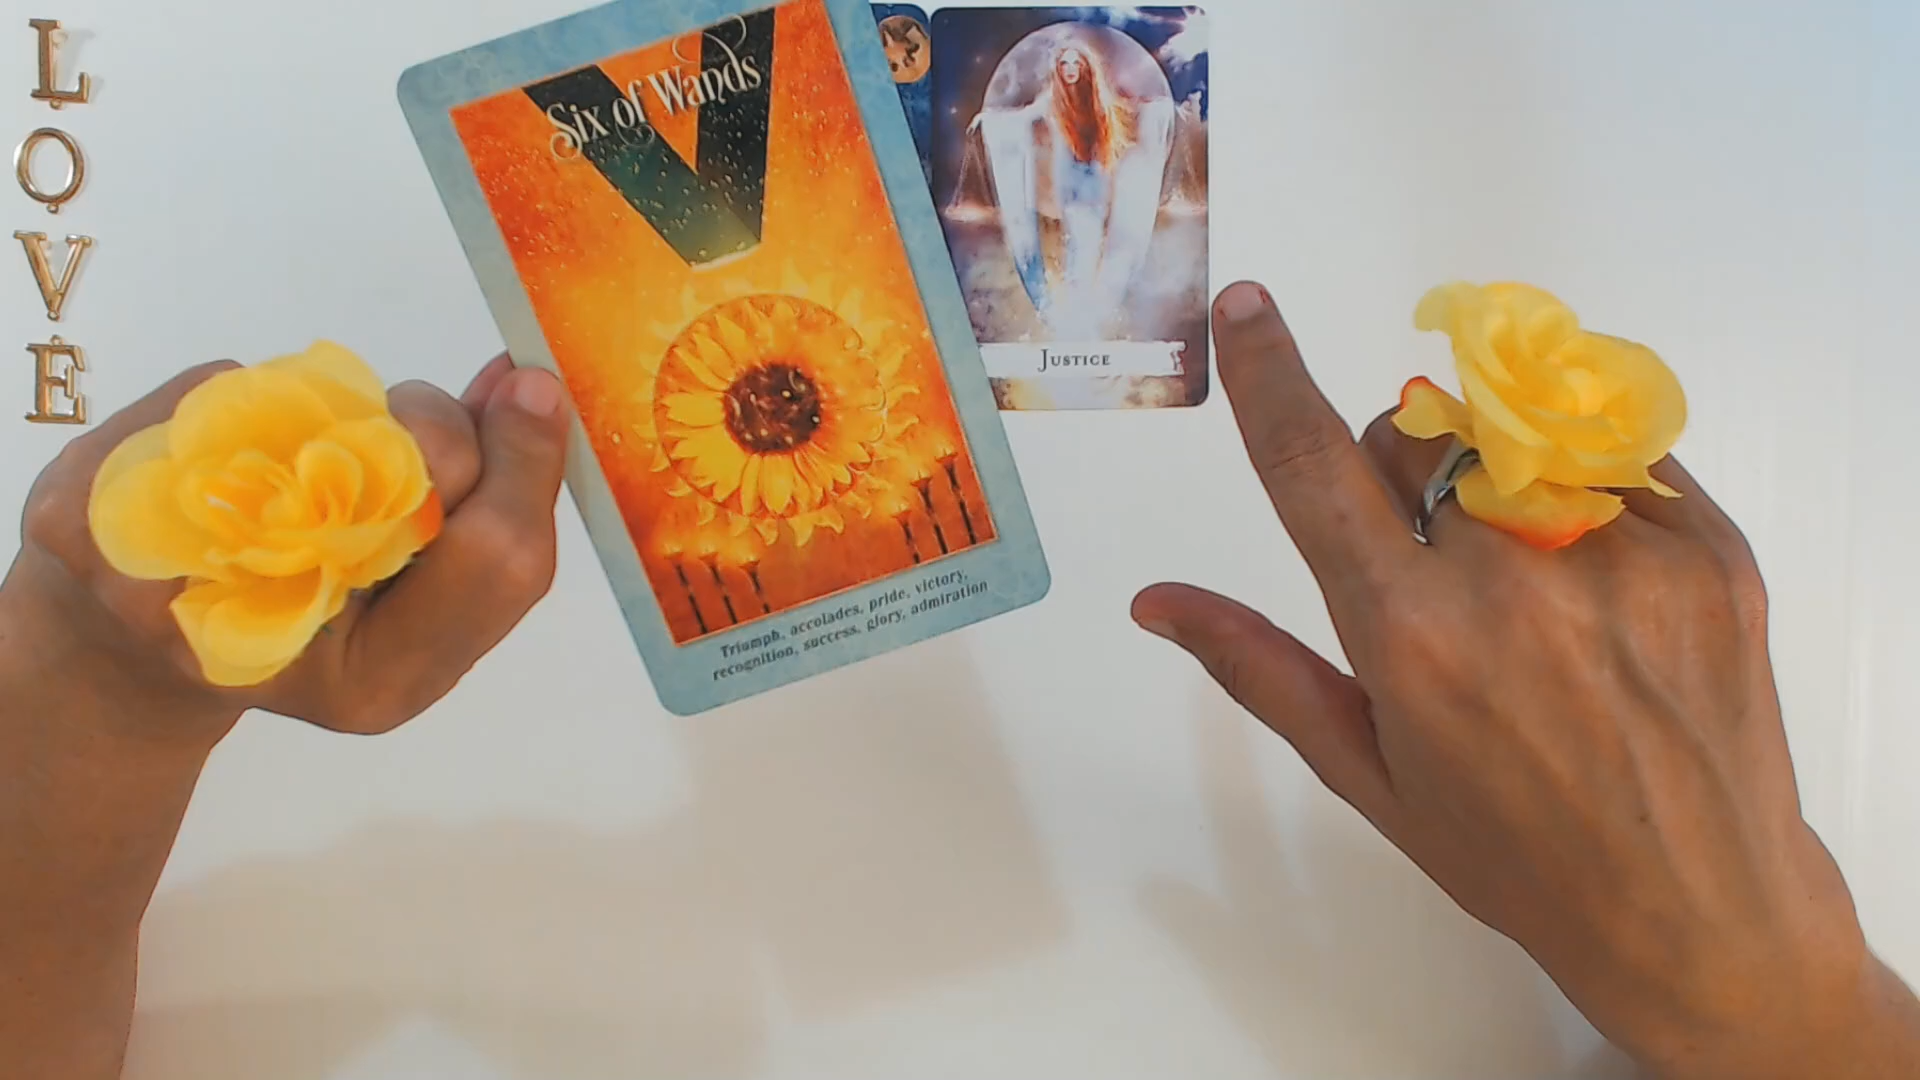 L
O
V
E
Six of Wands
Triumph, accolades, pride, victory,
recognition, success, glory, admiration
JUSTICE